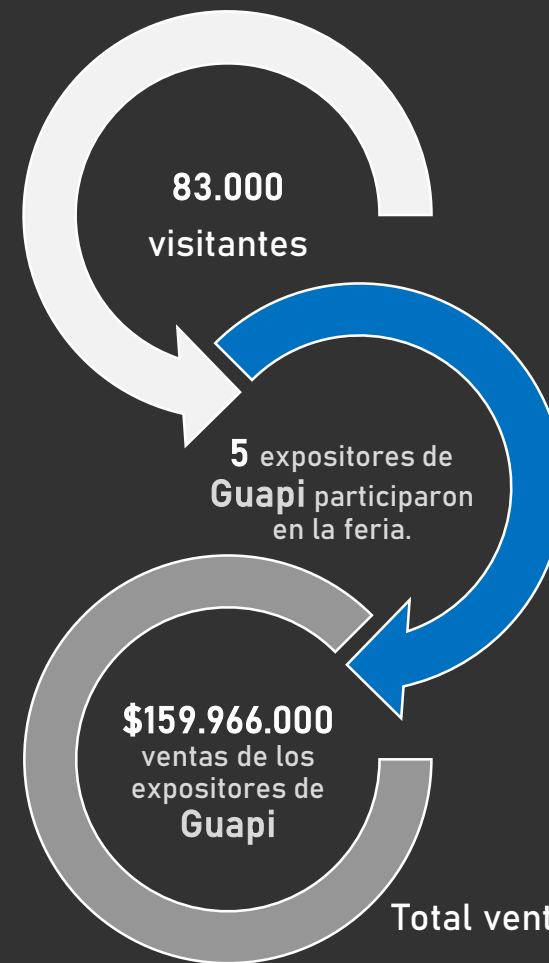 83.000
visitantes
5 expositores de
Guapi participaron
en la feria.
$159.966.000
ventas de los
expositores de
Guapi
Total